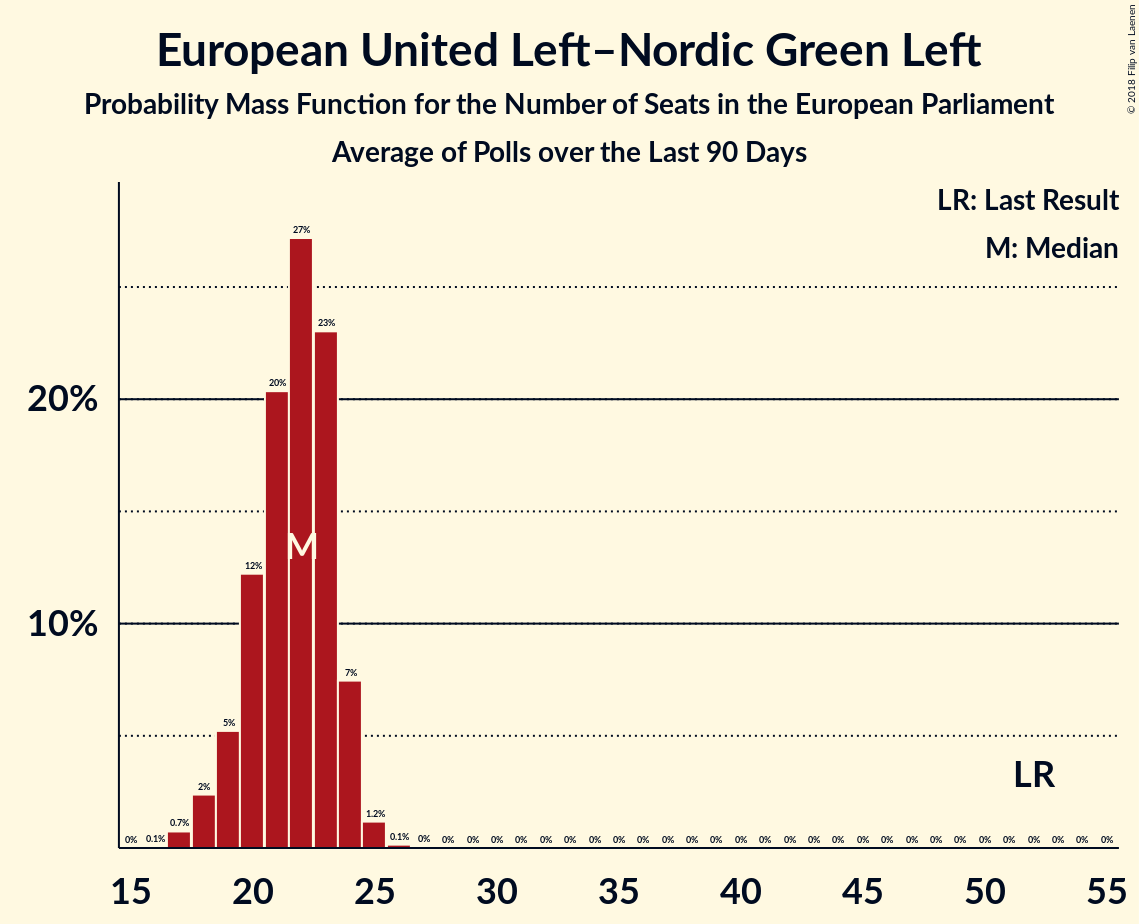 European United Left–Nordic Green Left
Probability Mass Function for the Number of Seats in the European Parliament
Average of Polls over the Last 90 Days
© 2018 Filip van Laenen
LR: Last Result
M: Median
27%
23%
20%
20%
M
12%
10%
7%
5%
LR
2%
1.2%
0.7%
0% 0.1% 0.1% 0% 0% 0% 0% 0% 0% 0% 0% 0% 0% 0% 0% 0% 0% 0% 0% 0% 0% 0% 0% 0% 0% 0% 0% 0% 0% 0% 0%
15 20 25 30 35 40 45 50 55